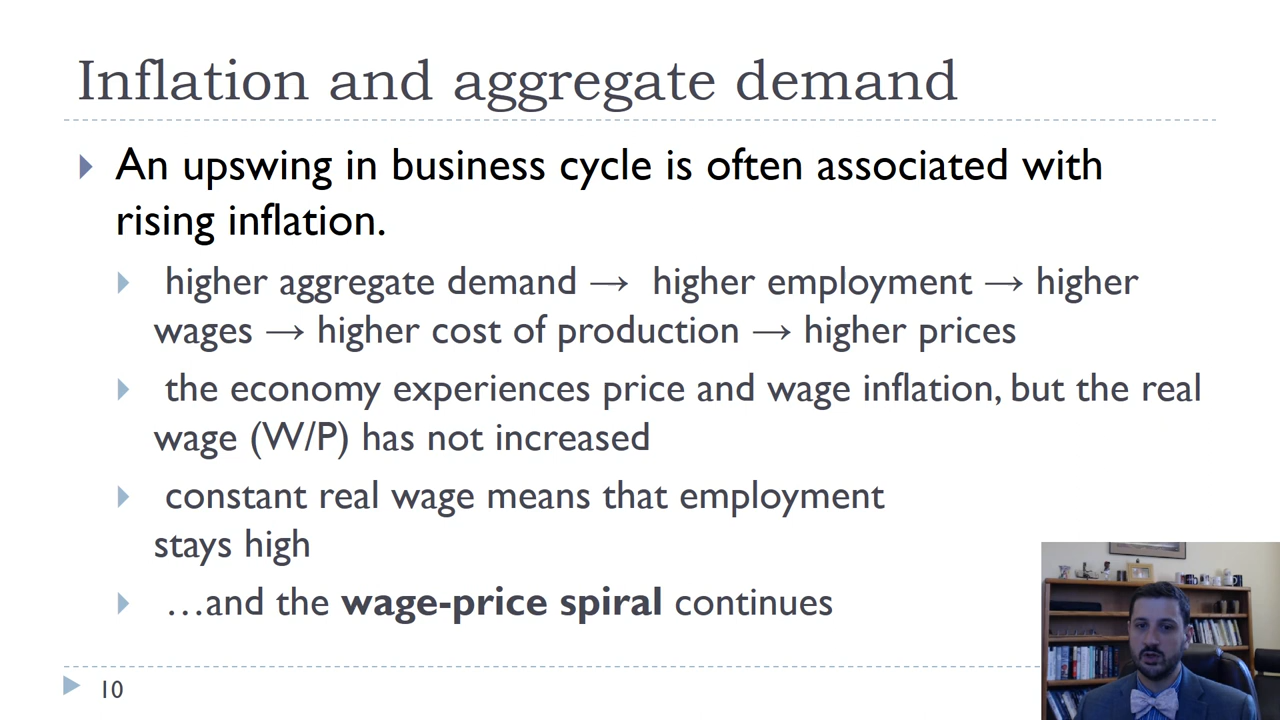 Inflation and aggregate demand
An upswing in business cycle is often associated with
rising inflation.
higher aggregate demand → higher employment → higher
wages → higher cost of production → higher prices
the economy experiences price and wage inflation, but the real
wage (W/P) has not increased
constant real wage means that employment
stays high
…and the wage-price spiral continues
10